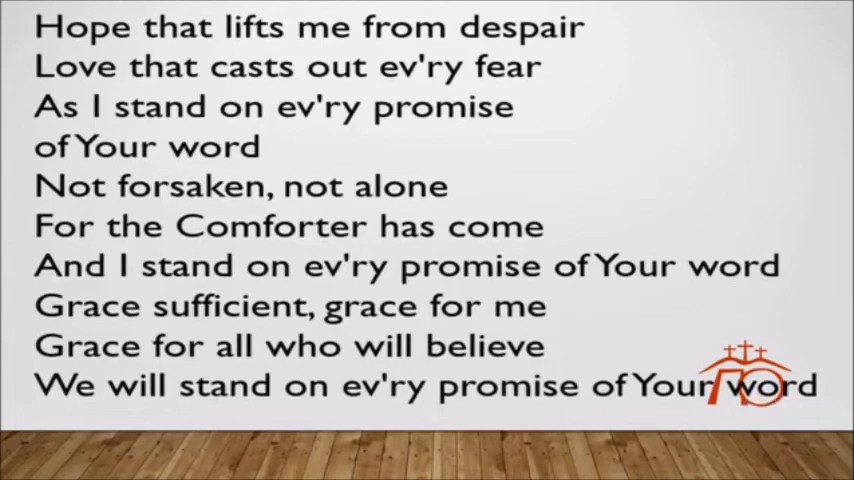 Hope that lifts me from despair
Love that casts out ev'ry fear
As I stand on ev'ry promise
of Your word
Not forsaken, not alone
For the Comforter has come
And I stand on ev'ry promise of Your word
Grace sufficient, grace for me
Grace for all who will believe
We will stand on ev'ry promise of Your word